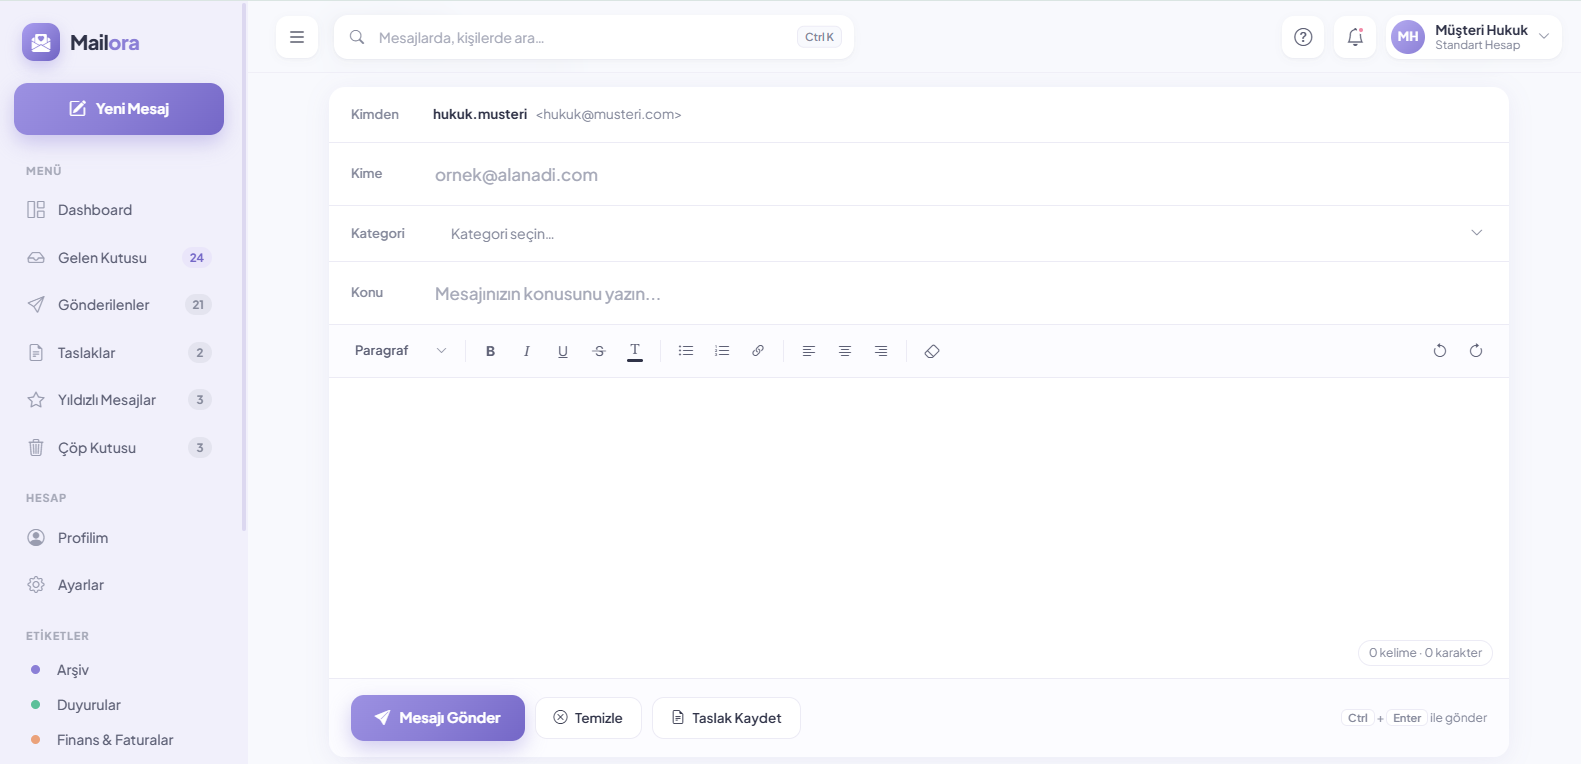 Mailora
Yeni Mesaj
MENÜ
Dashboard
Gelen Kutusu 24
Gönderilenler 21
Taslaklar 2
Yıldızlı Mesajlar 3
Çöp Kutusu 3
HESAP
Profilim
Ayarlar
ETİKETLER
Arşiv
Duyurular
Finans & Faturalar
Mesajlarda, kişilerde ara... Ctrl K
MH Müşteri Hukuk
Standart Hesap
Kimden hukuk.musteri <hukuk@musteri.com>
Kime ornek@alanadi.com
Kategori Kategori seçin...
Konu Mesajınızın konusunu yazın...
Paragraf B I U S T
0 kelime · 0 karakter
Mesajı Gönder Temizle Taslak Kaydet Ctrl + Enter ile gönder